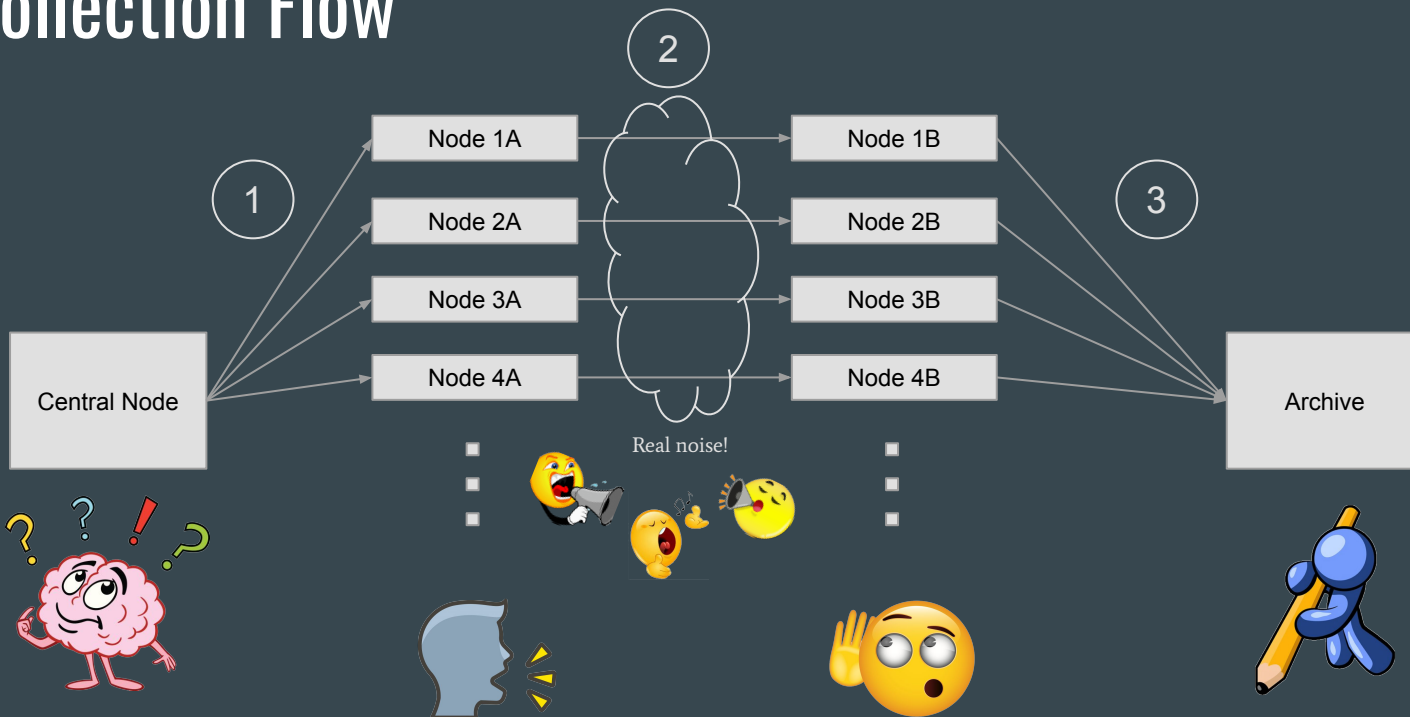 ollection Flow
2
Node 1A
Node 1B
1
3
Node 2A
Node 2B
Node 3A
Node 3B
Node 4A
Node 4B
Central Node
Archive
Real noise!